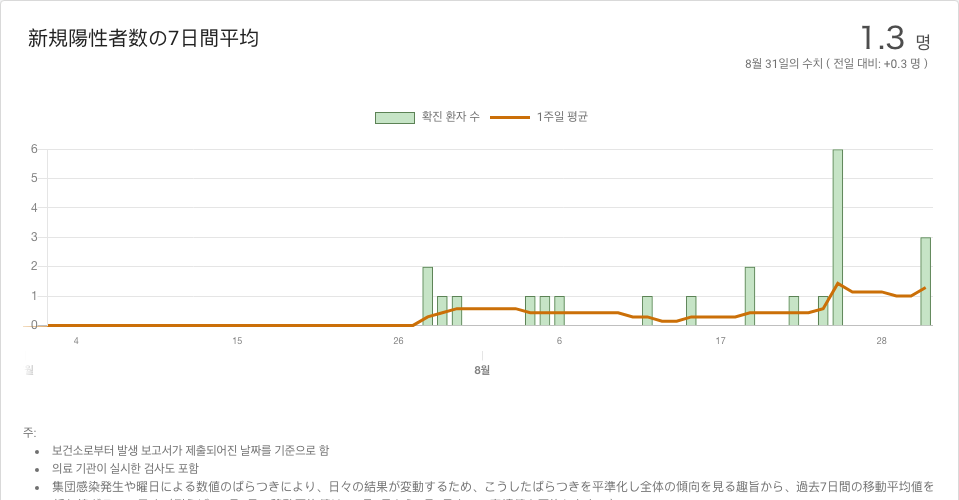 新規陽性者数の7日間平均
1.3 명
8월 31일의 수치 ( 전일 대비: +0.3 명 )
확진 환자 수 1주일 평균
6
5
4
3
2
1
0
4 15 26 6 17 28
월 8월
주:
보건소로부터 발생 보고서가 제출되어진 날짜를 기준으로 함
의료 기관이 실시한 검사도 포함
集団感染発生や曜日による数値のばらつきにより、日々の結果が変動するため、こうしたばらつきを平準化し全体の傾向を見る趣旨から、過去7日間の移動平均値を